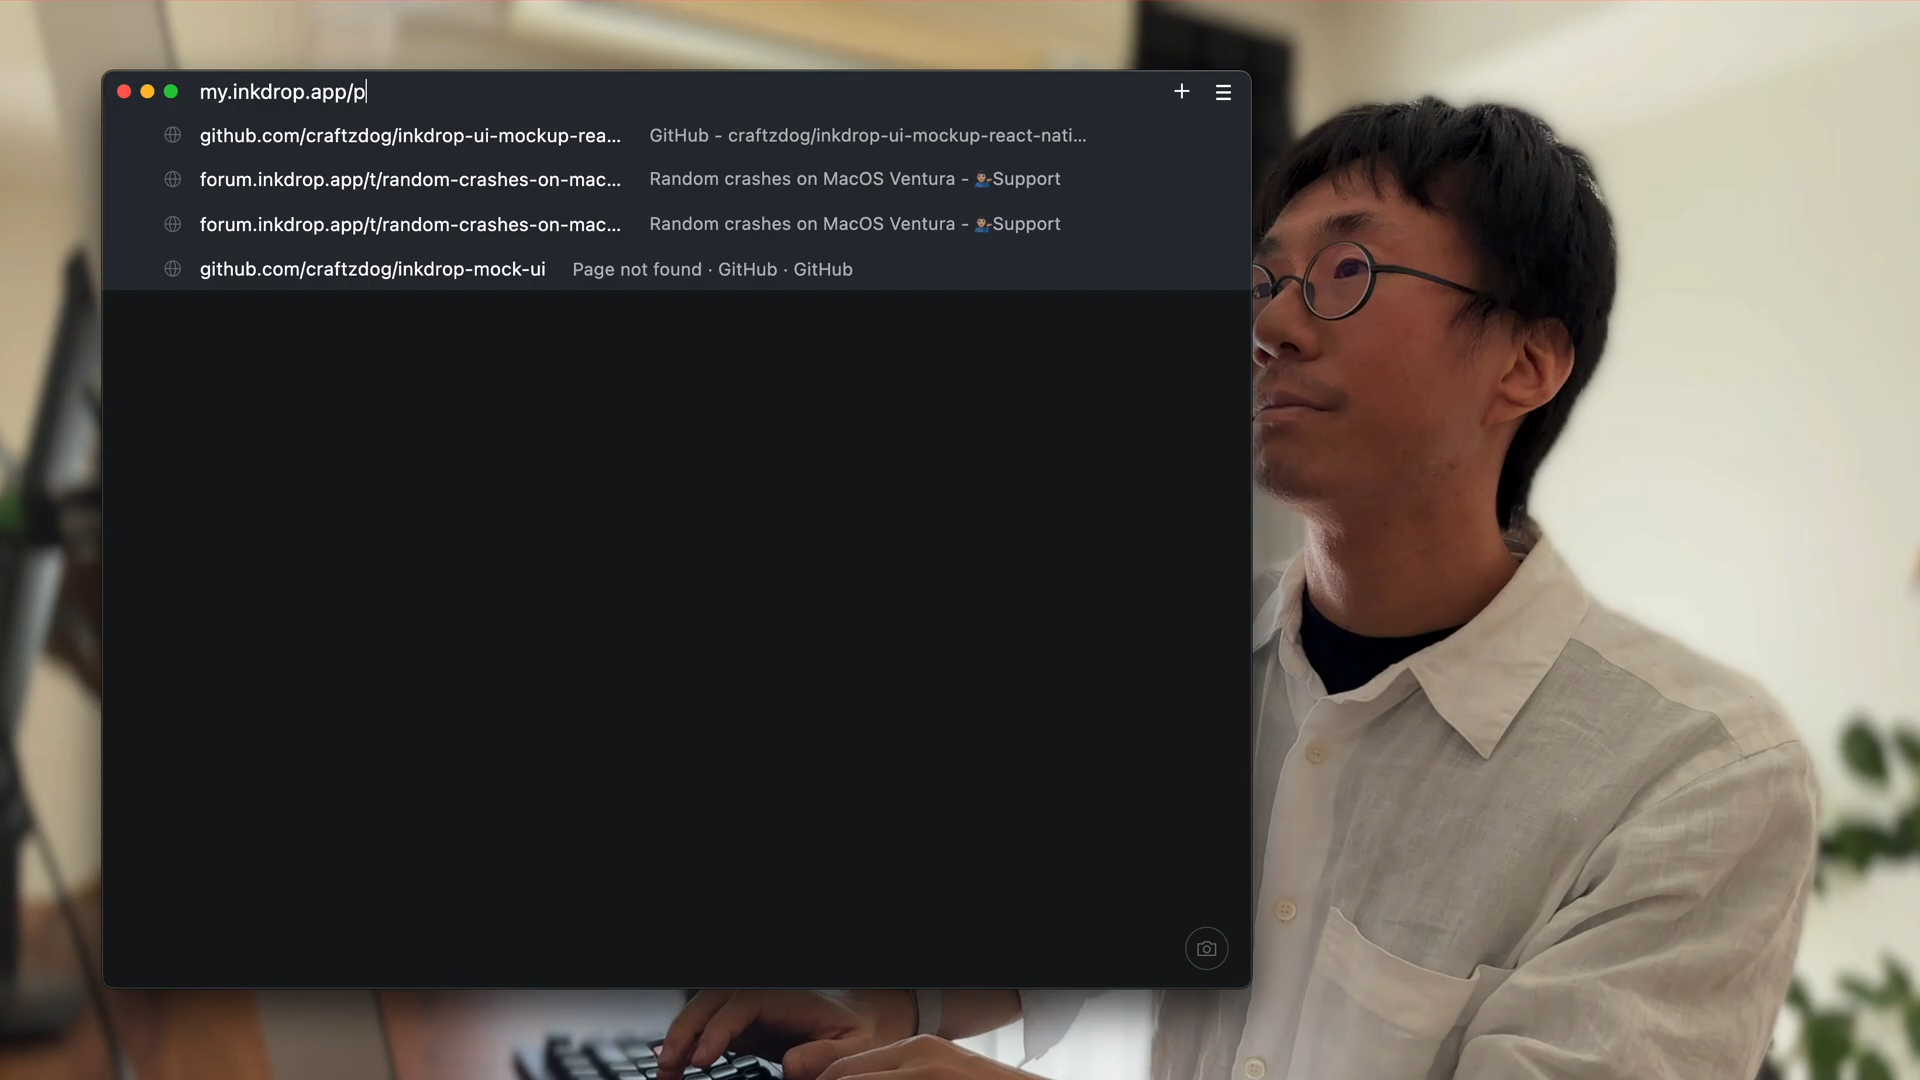 my.inkdrop.app/p
github.com/craftzdog/inkdrop-ui-mockup-rea... GitHub - craftzdog/inkdrop-ui-mockup-react-nati...
forum.inkdrop.app/t/random-crashes-on-mac... Random crashes on MacOS Ventura - 💁🏽‍♂️Support
forum.inkdrop.app/t/random-crashes-on-mac... Random crashes on MacOS Ventura - 💁🏽‍♂️Support
github.com/craftzdog/inkdrop-mock-ui Page not found · GitHub · GitHub